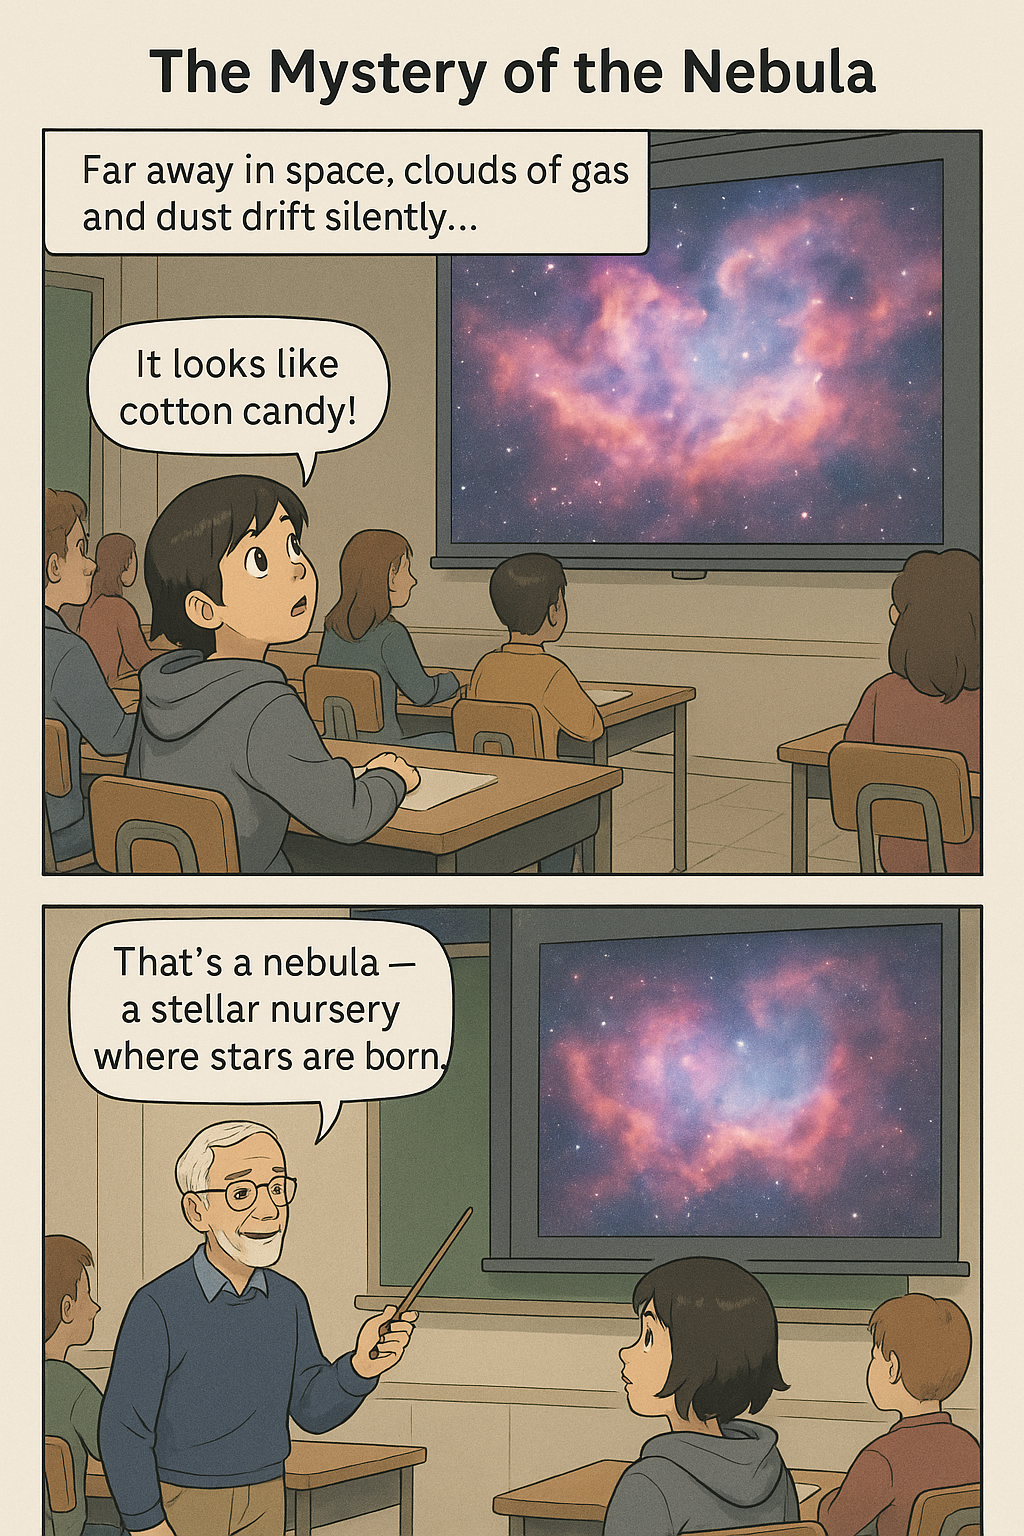 The Mystery of the Nebula
Far away in space, clouds of gas
and dust drift silently...
It looks like
cotton candy!
That's a nebula —
a stellar nursery
where stars are born.